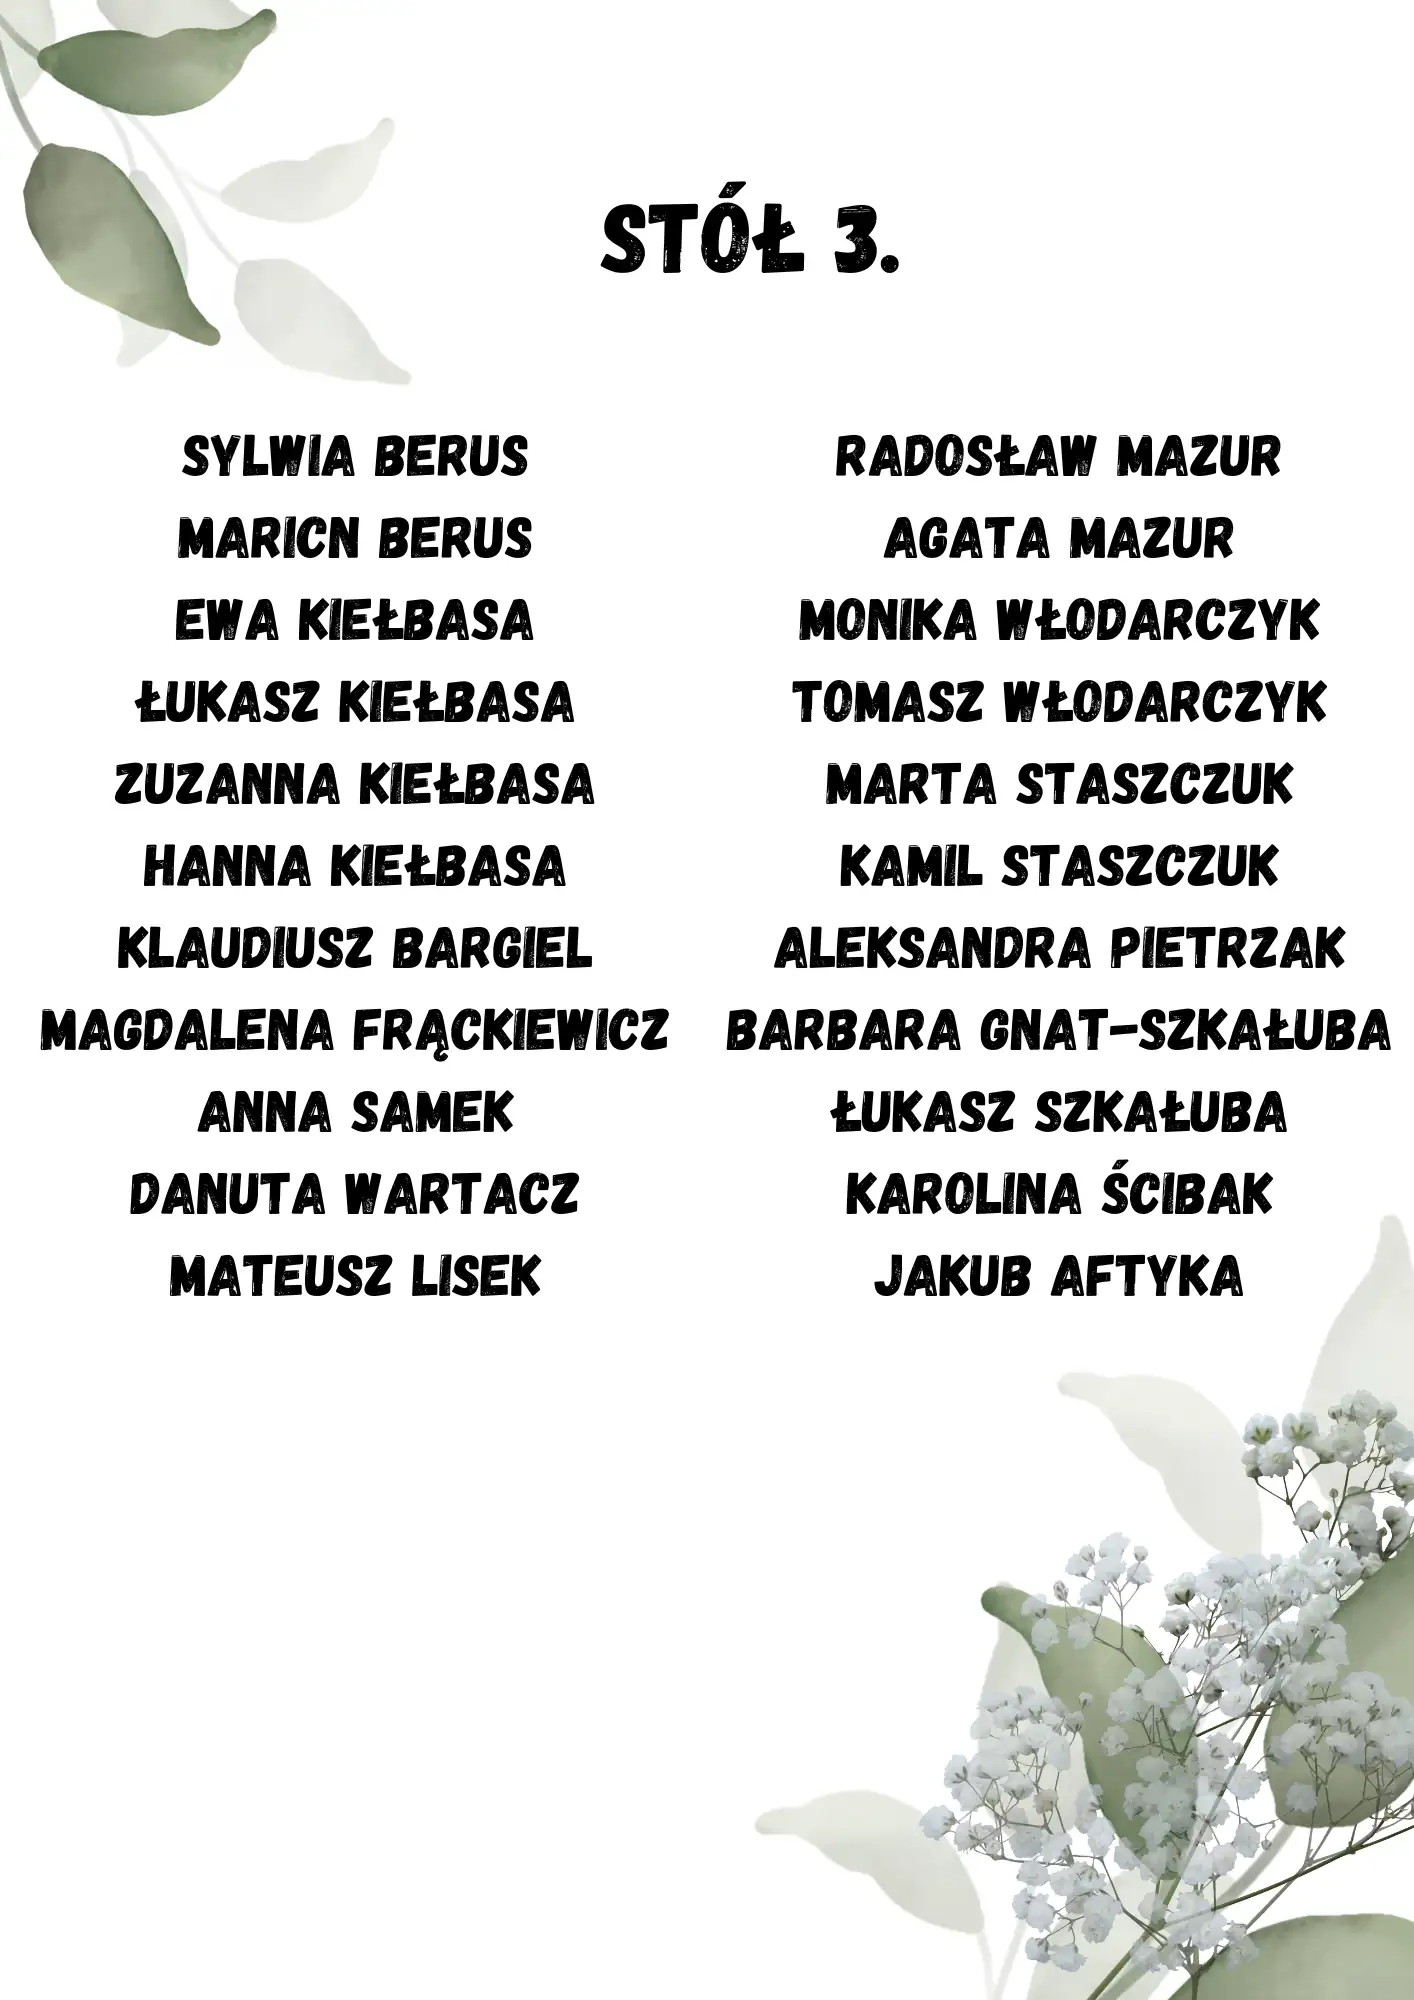 STÓŁ 3.
SYLWIA BERUS
MARICN BERUS
EWA KIEŁBASA
ŁUKASZ KIEŁBASA
ZUZANNA KIEŁBASA
HANNA KIEŁBASA
KLAUDIUSZ BARGIEL
MAGDALENA FRĄCKIEWICZ
ANNA SAMEK
DANUTA WARTACZ
MATEUSZ LISEK
RADOSŁAW MAZUR
AGATA MAZUR
MONIKA WŁODARCZYK
TOMASZ WŁODARCZYK
MARTA STASZCZUK
KAMIL STASZCZUK
ALEKSANDRA PIETRZAK
BARBARA GNAT-SZKAŁUBA
ŁUKASZ SZKAŁUBA
KAROLINA ŚCIBAK
JAKUB AFTYKA